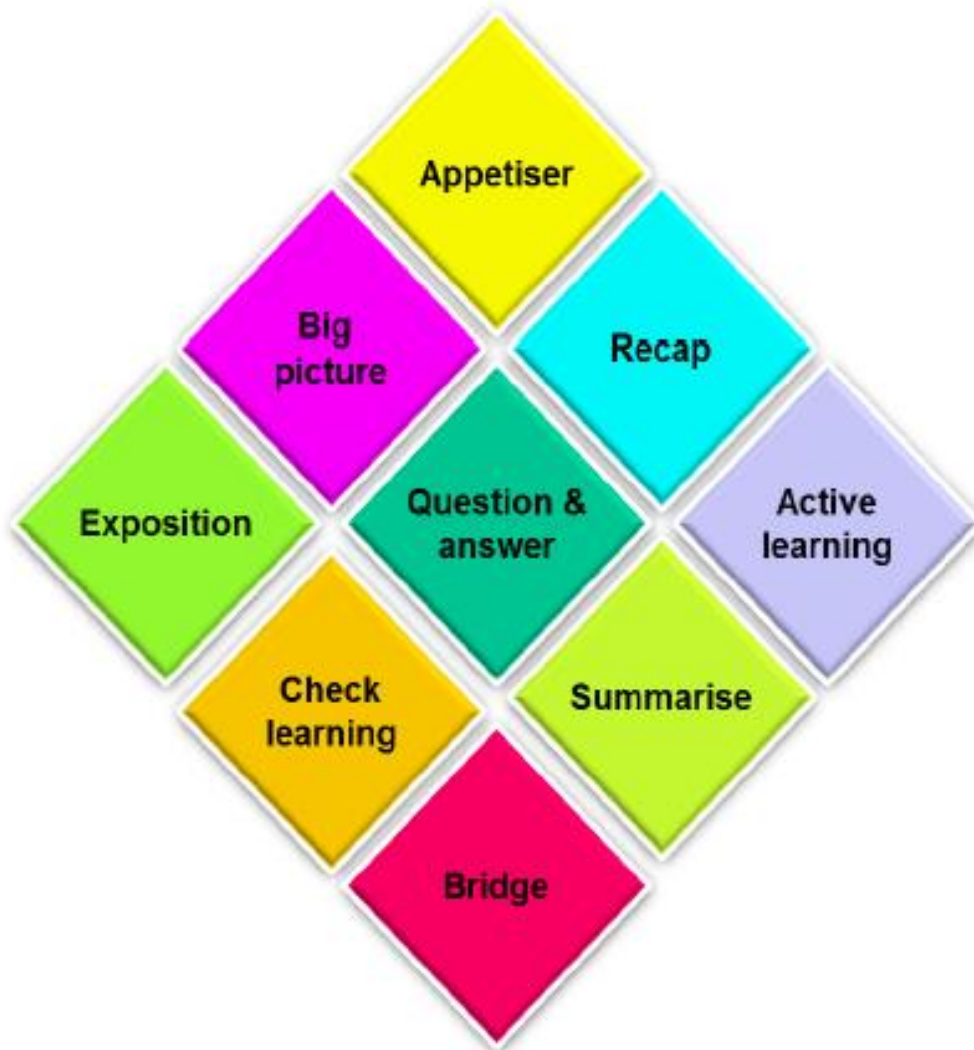 Appetiser
Big
picture
Recap
Exposition
Question &
answer
Active
learning
Check
learning
Summarise
Bridge